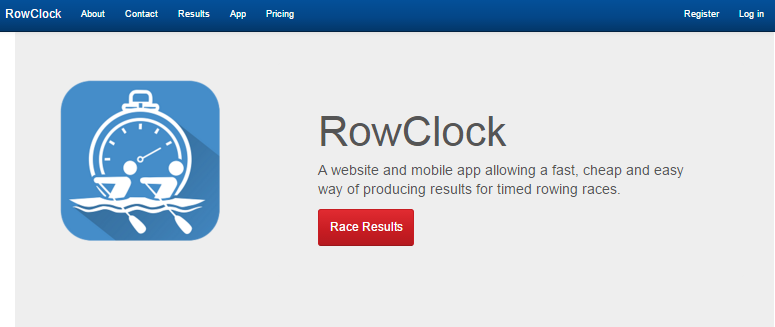 RowClock About Contact Results App Pricing Register Log in
RowClock
A website and mobile app allowing a fast, cheap and easy
way of producing results for timed rowing races.
Race Results